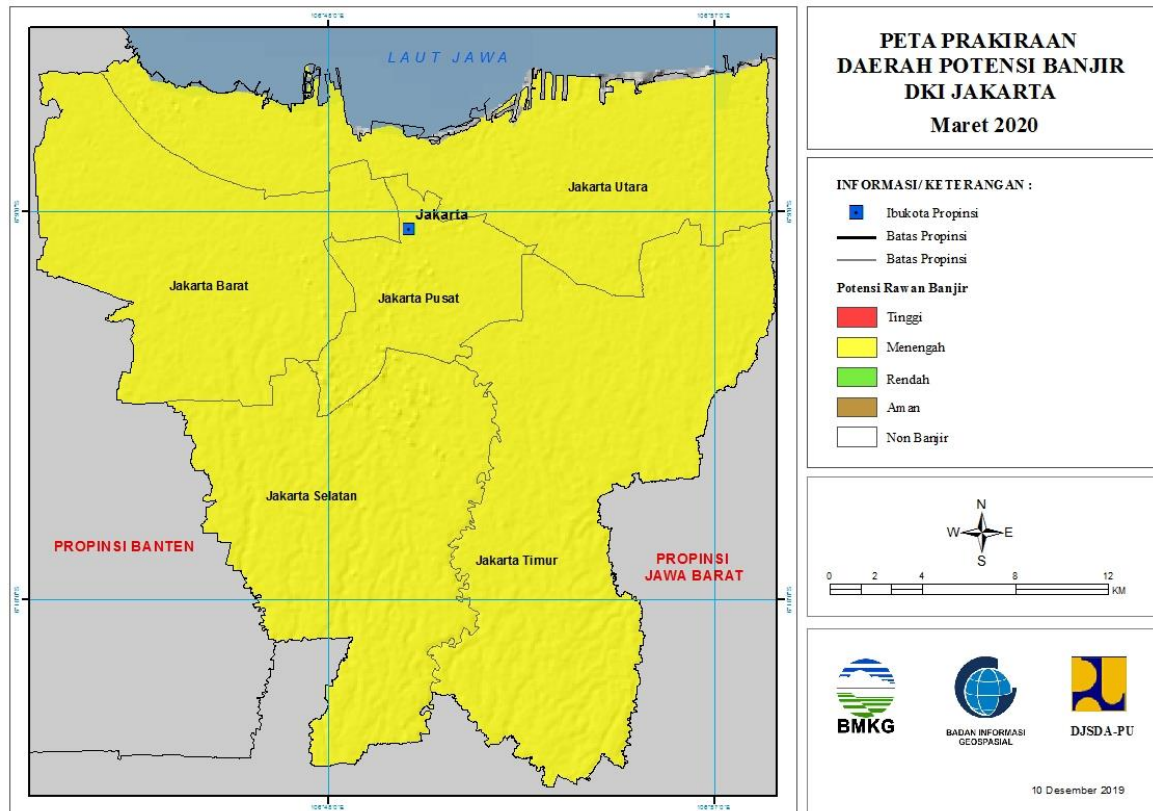 LAUT JAWA
Jakarta Utara
Jakarta
Jakarta Barat
Jakarta Pusat
Jakarta Selatan
Jakarta Timur
PROPINSI BANTEN
PROPINSI
JAWA BARAT
PETA PRAKIRAAN
DAERAH POTENSI BANJIR
DKI JAKARTA
Maret 2020
INFORMASI/KETERANGAN :
Ibukota Propinsi
Batas Propinsi
Batas Propinsi
Potensi Rawan Banjir
Tinggi
Menengah
Rendah
Aman
Non Banjir
N
W E
S
0 2 4 8 12
KM
BMKG
BADAN INFORMASI
GEOSPASIAL
DJSDA-PU
10 Desember 2019